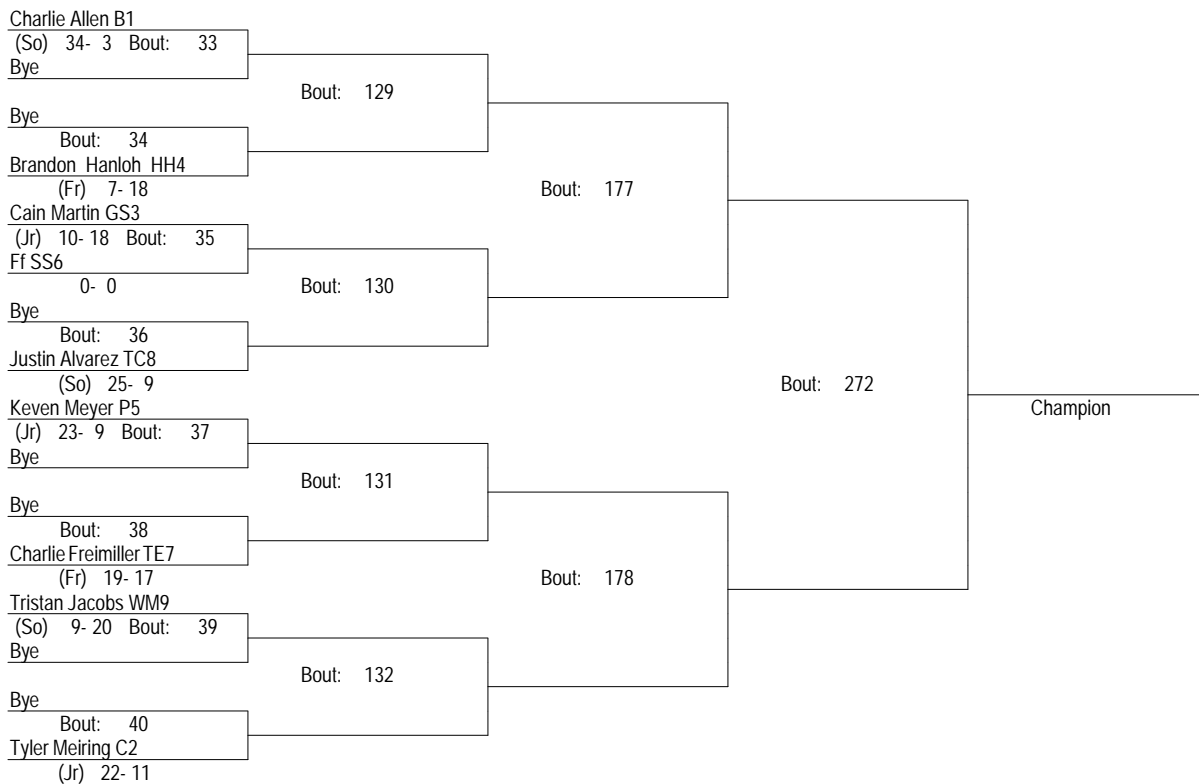 Charlie Allen B1
(So) 34- 3 Bout: 33
Bye
Bout: 129
Bye
Bout: 34
Brandon Hanloh HH4
(Fr) 7- 18
Bout: 177
Cain Martin GS3
(Jr) 10- 18 Bout: 35
Ff SS6
0- 0
Bout: 130
Bye
Bout: 36
Justin Alvarez TC8
(So) 25- 9
Bout: 272
Champion
Keven Meyer P5
(Jr) 23- 9 Bout: 37
Bye
Bout: 131
Bye
Bout: 38
Charlie Freimiller TE7
(Fr) 19- 17
Bout: 178
Tristan Jacobs WM9
(So) 9- 20 Bout: 39
Bye
Bout: 132
Bye
Bout: 40
Tyler Meiring C2
(Jr) 22- 11